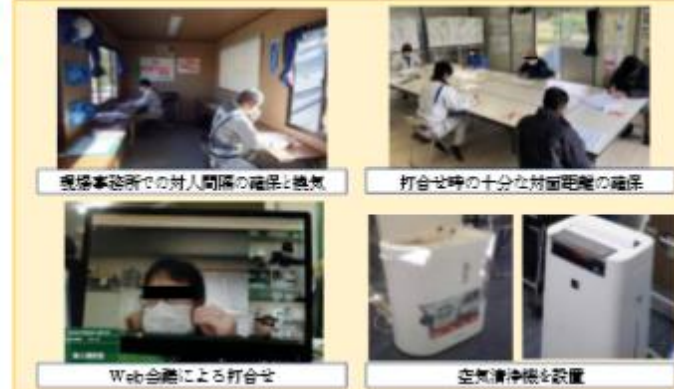 現場事務所での対人間隔の確保と換気
打合せ時の十分な対面距離の確保
Web会議による打合せ
空気清浄機を設置